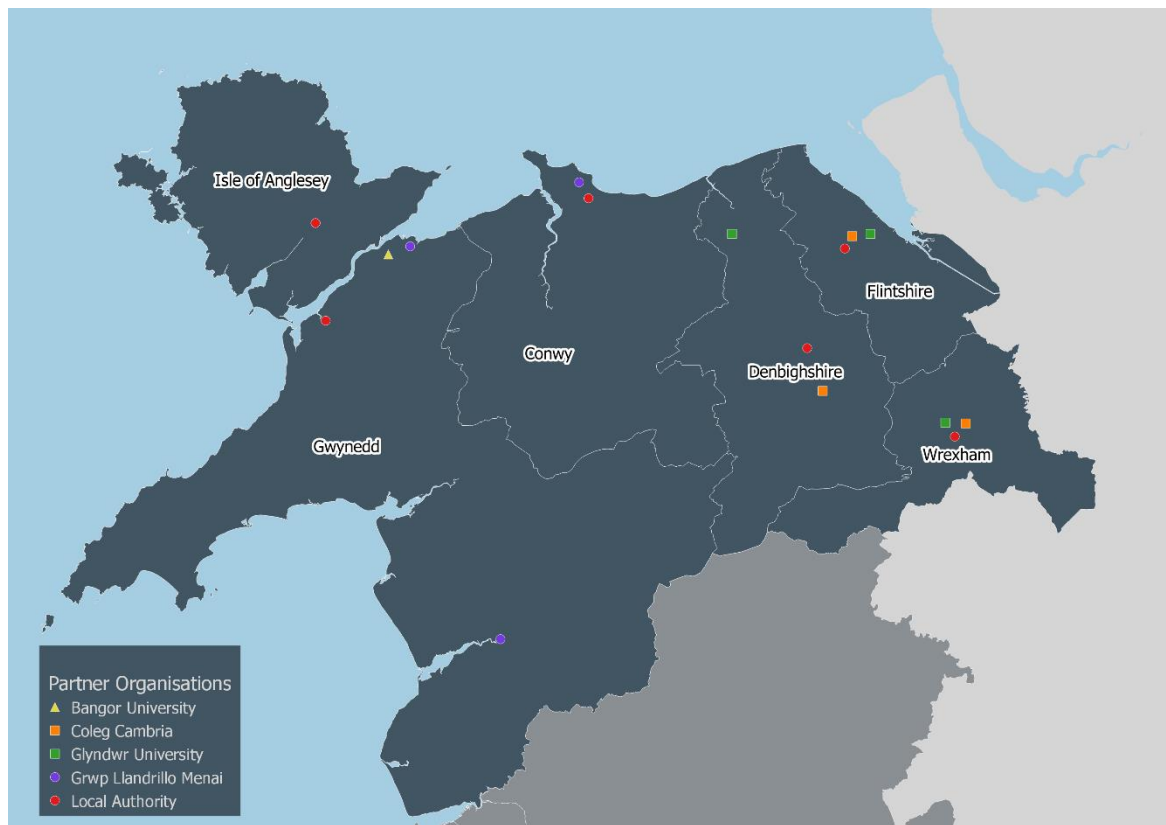 Isle of Anglesey
Flintshire
Conwy
Denbighshire
Gwynedd
Wrexham
Partner Organisations
Bangor University
Coleg Cambria
Glyndwr University
Grwp Llandrillo Menai
Local Authority